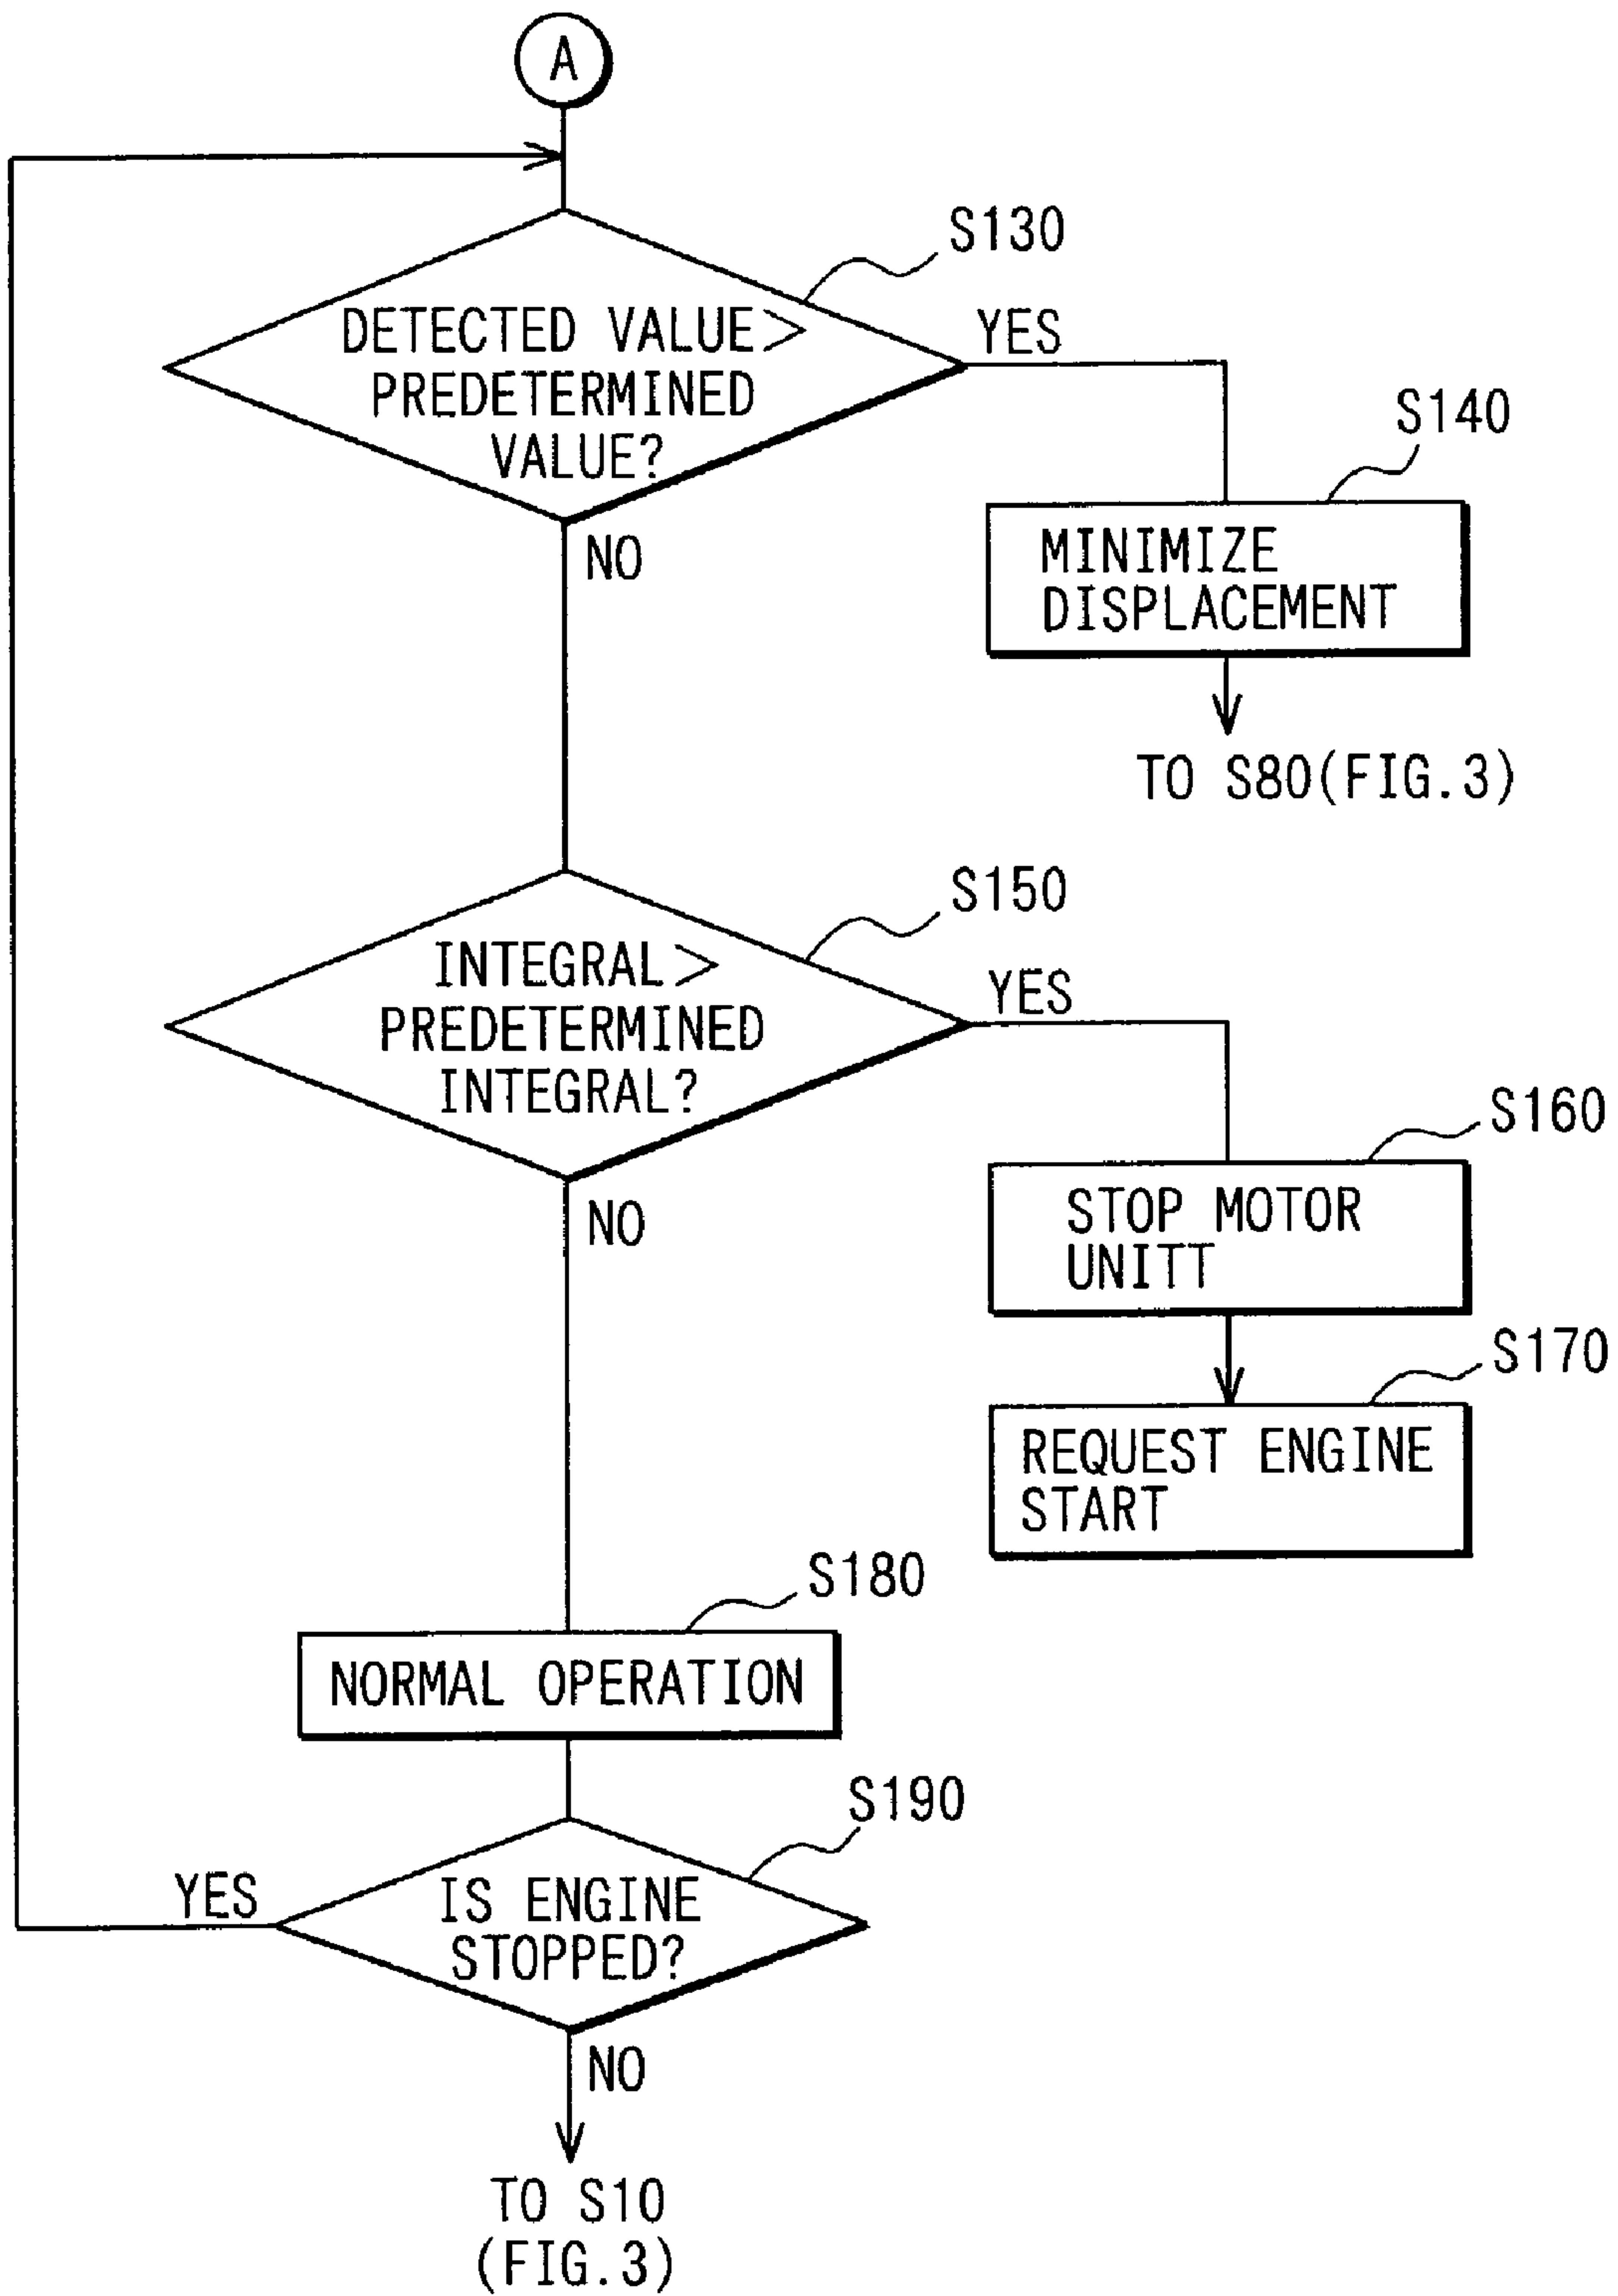 A
S130
DETECTED VALUE>
PREDETERMINED
VALUE?
YES
NO
S140
MINIMIZE
DISPLACEMENT
TO S80(FIG.3)
S150
INTEGRAL>
PREDETERMINED
INTEGRAL?
YES
NO
S160
STOP MOTOR
UNITT
S170
REQUEST ENGINE
START
S180
NORMAL OPERATION
S190
IS ENGINE
STOPPED?
YES
NO
TO S10
(FIG.3)